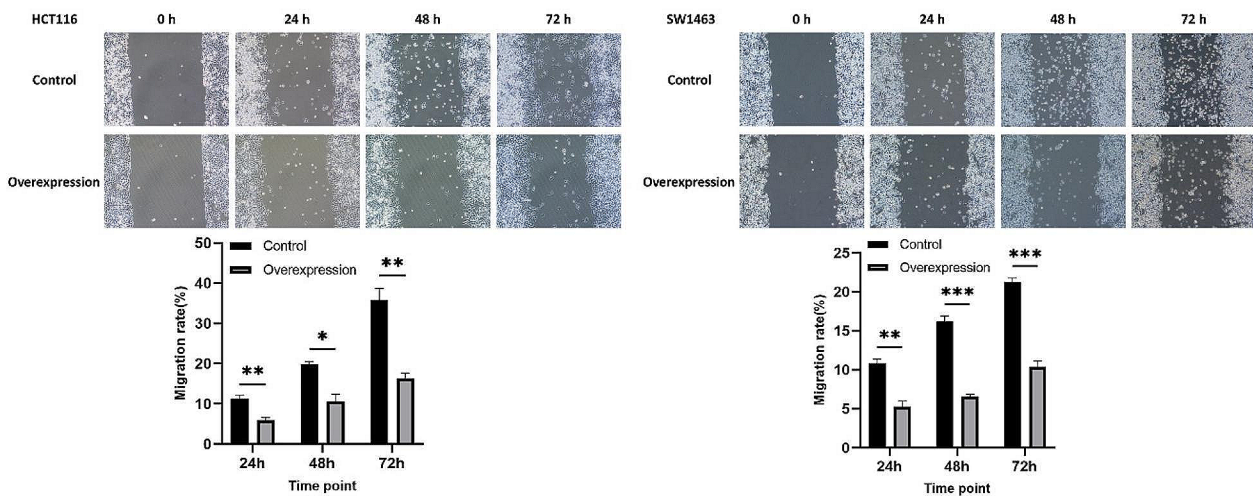 HCT116 0 h 24 h 48 h 72 h
Control
Overexpression
50
40
30
20
10
0
Migration rate(%)
Control
Overexpression
**
*
**
24h 48h 72h
Time point
SW1463 0 h 24 h 48 h 72 h
Control
Overexpression
25
20
15
10
5
0
Migration rate(%)
Control
Overexpression
**
***
***
24h 48h 72h
Time point